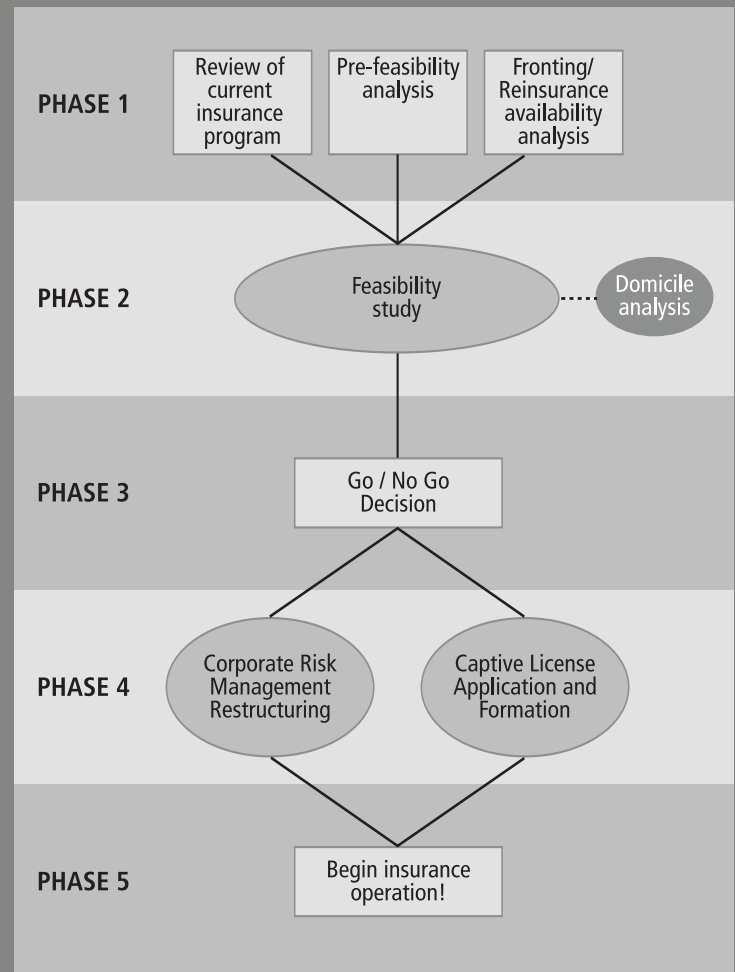 PHASE 1
Review of
current
insurance
program
Pre-feasibility
analysis
Fronting/
Reinsurance
availability
analysis
PHASE 2
Feasibility
study
Domicile
analysis
PHASE 3
Go / No Go
Decision
PHASE 4
Corporate Risk
Management
Restructuring
Captive License
Application and
Formation
PHASE 5
Begin insurance
operation!